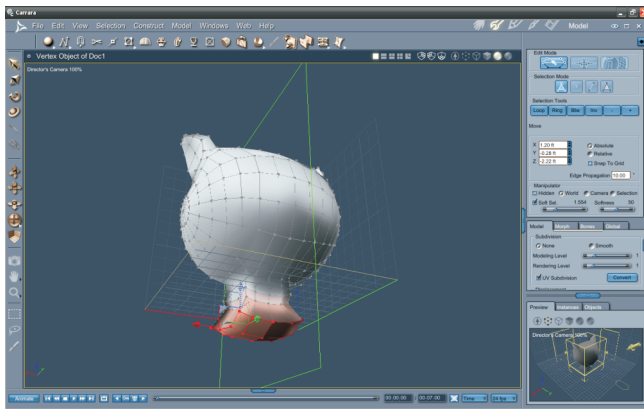 Carrara
File Edit View Selection Construct Model Windows Web Help
Model
Vertex Object of Doc1
Director's Camera 100%
Edit Mode
Selection Mode
Selection Tools
Loop Ring Btw Inv - +
Move
X 1.20 ft Absolute
Y -0.28 ft Relative
Z -2.22 ft Snap To Grid
Edge Propagation 10.00 °
Manipulator
Hidden World Camera Selection
Soft Sel. 1.554 Softness 50
Model Morph Bones Global
Subdivision
None Smooth
Modeling Level 1
Rendering Level 1
UV Subdivision Convert
Preview Instances Objects
Director's Camera 100%
Animate 00:00:00 00:07.00 Time 24 fps